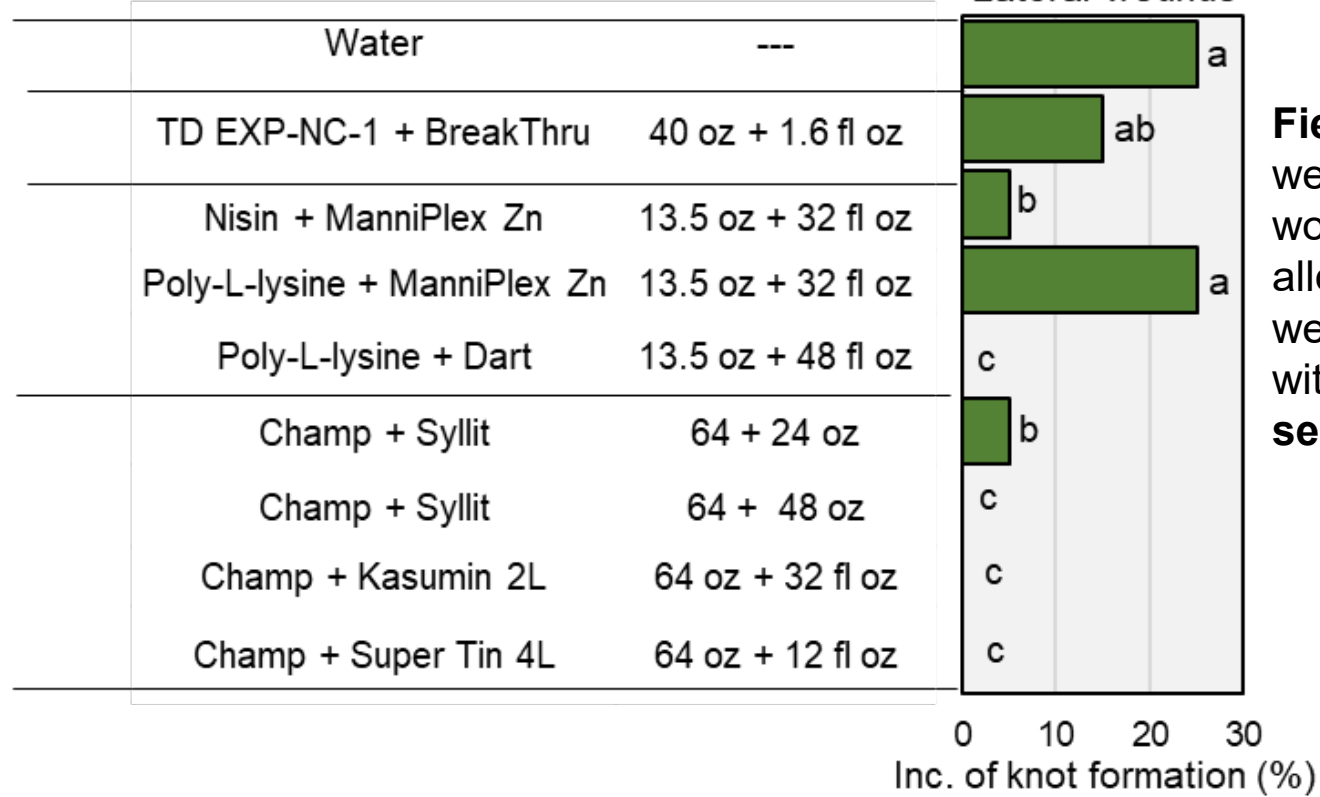 Water --- a
TD EXP-NC-1 + BreakThru 40 oz + 1.6 fl oz ab
Nisin + ManniPlex Zn 13.5 oz + 32 fl oz b
Poly-L-lysine + ManniPlex Zn 13.5 oz + 32 fl oz a
Poly-L-lysine + Dart 13.5 oz + 48 fl oz c
Champ + Syllit 64 + 24 oz b
Champ + Syllit 64 + 48 oz c
Champ + Kasumin 2L 64 oz + 32 fl oz c
Champ + Super Tin 4L 64 oz + 12 fl oz c
0 10 20 30
Inc. of knot formation (%)